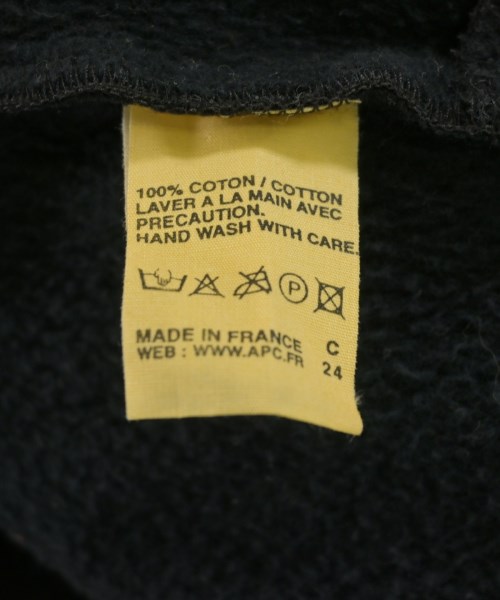 100% COTON / COTTON
LAVER A LA MAIN AVEC
PRECAUTION.
HAND WASH WITH CARE.
P
MADE IN FRANCE C
WEB : WWW.APC.FR 24